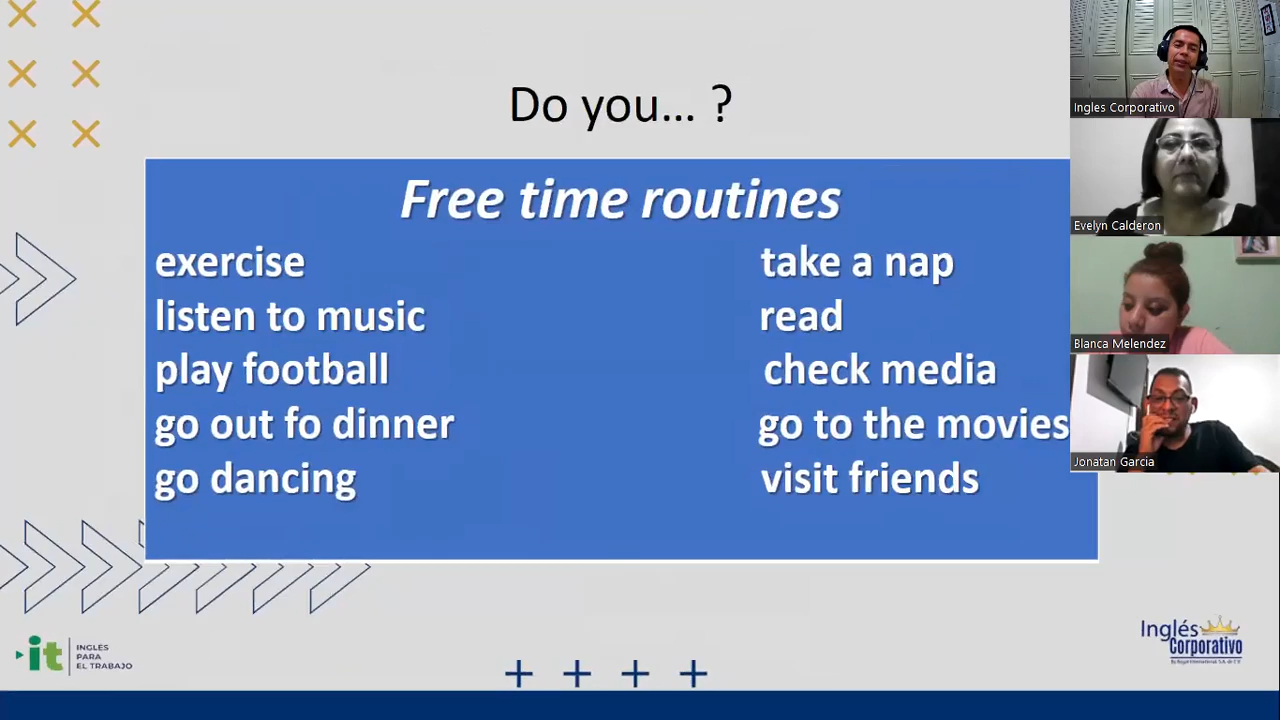 Do you... ?
Free time routines
exercise
listen to music
play football
go out fo dinner
go dancing
take a nap
read
check media
go to the movies
visit friends
Ingles Corporativo
Evelyn Calderon
Blanca Melendez
Jonatan Garcia
it
INGLÉS
PARA
EL TRABAJO
Inglés
Corporativo